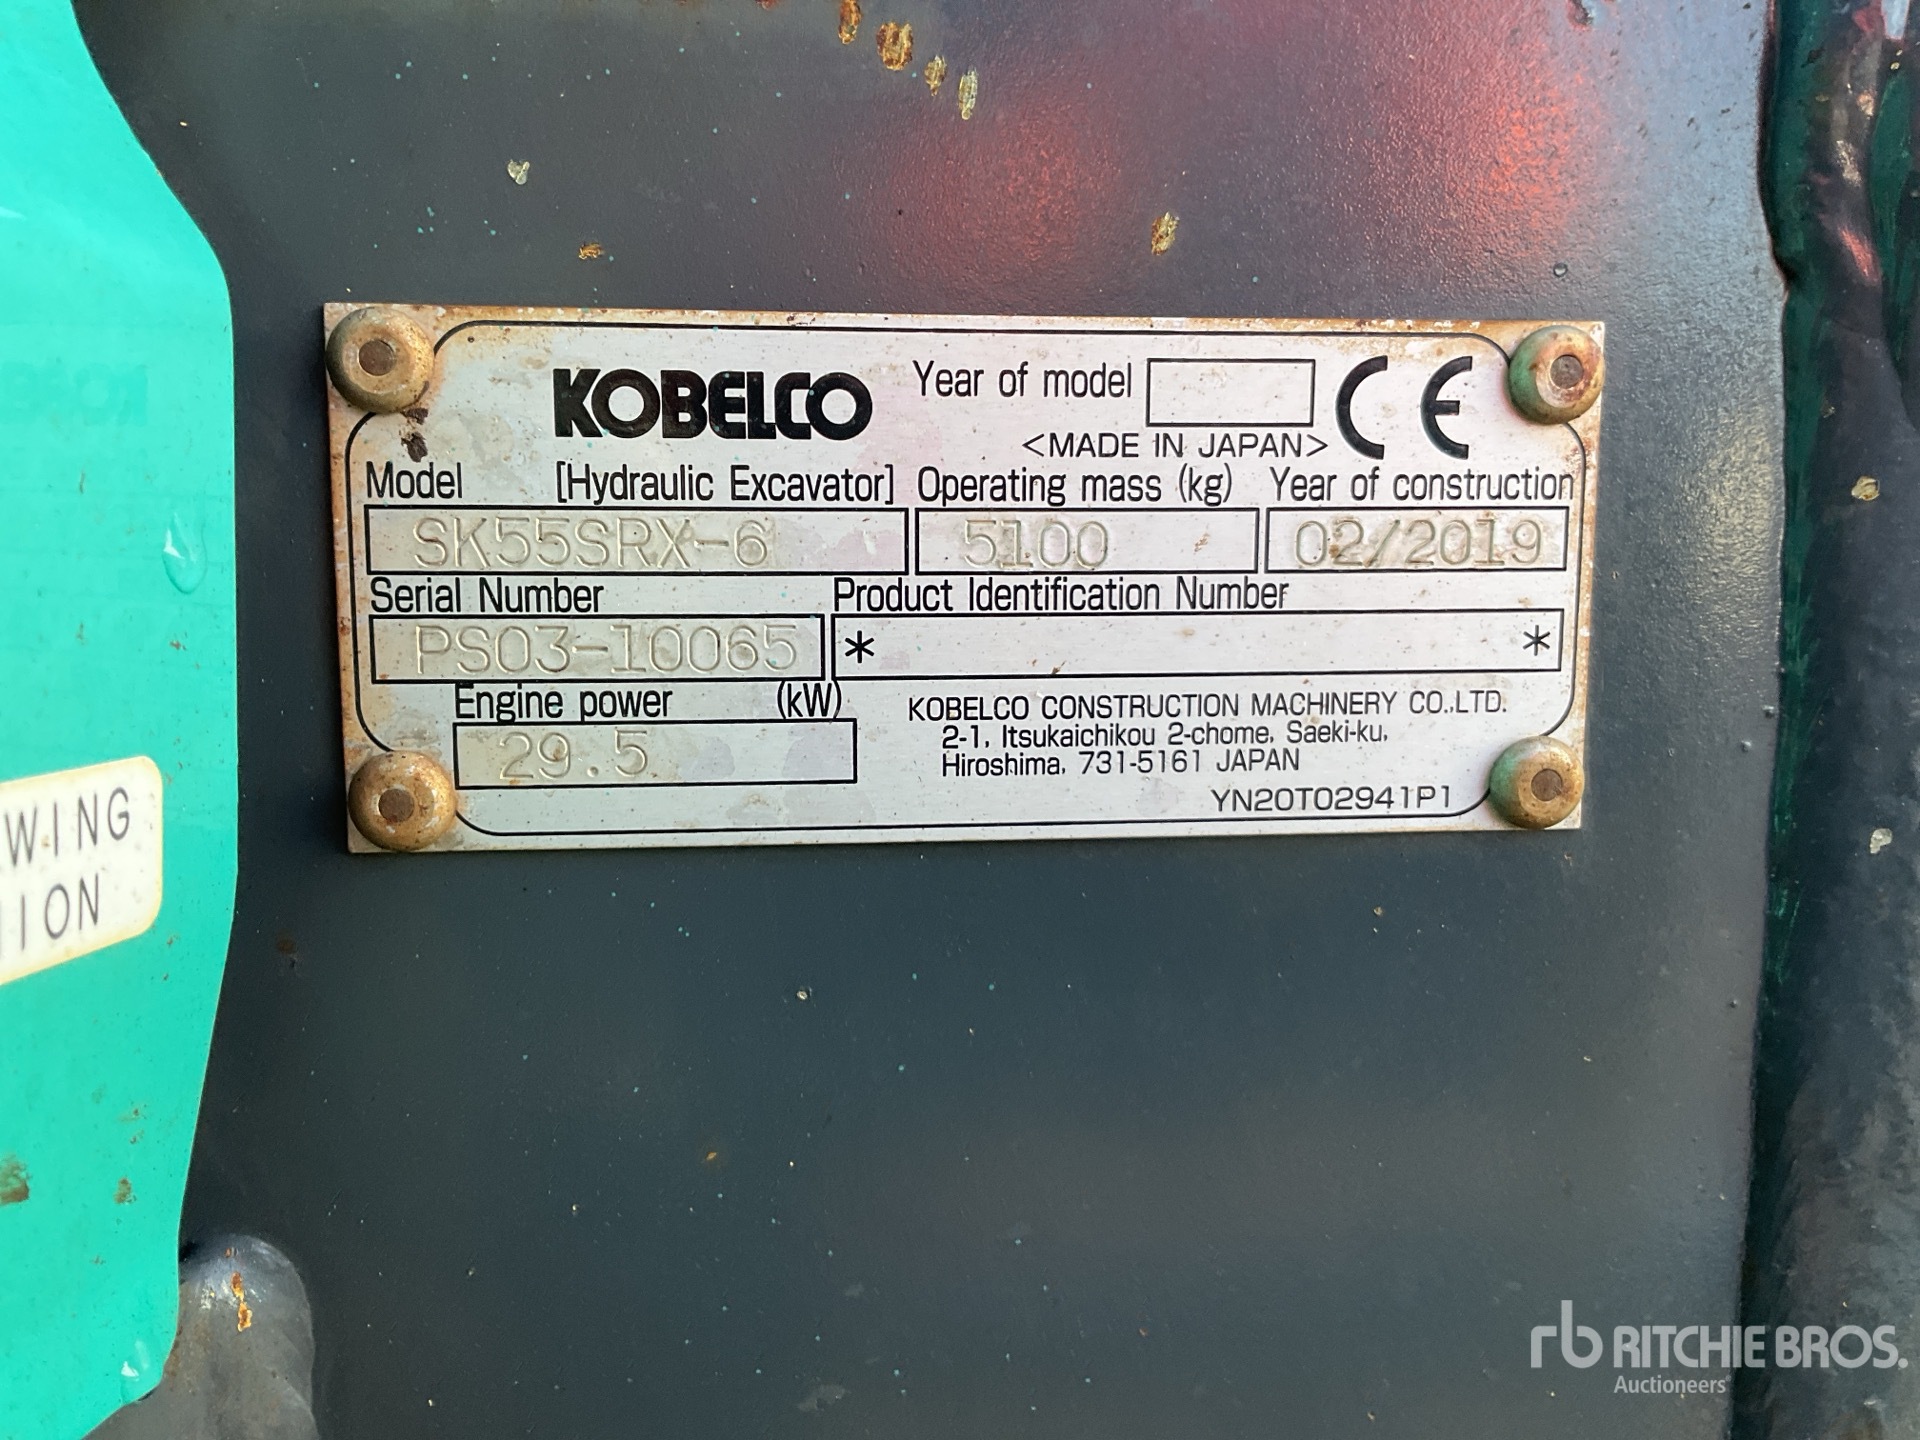 KOBELCO Year of model CE
<MADE IN JAPAN>
Model [Hydraulic Excavator] Operating mass (kg) Year of construction
SK55SRX-6 5100 02/2019
Serial Number Product Identification Number
PS03-10065 * *
Engine power (kW)
29.5
KOBELCO CONSTRUCTION MACHINERY CO.,LTD.
2-1, Itsukaichikou 2-chome, Saeki-ku,
Hiroshima, 731-5161 JAPAN
YN20T02941P1
WING
ION
rb RITCHIE BROS.
Auctioneers